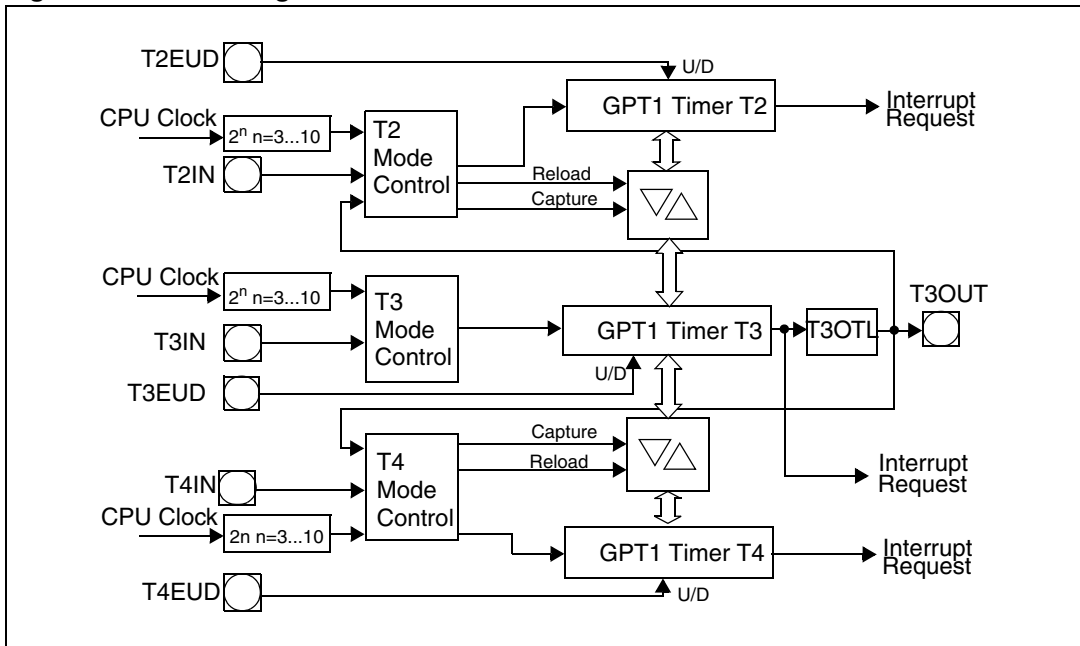 T2EUD
U/D
GPT1 Timer T2
Interrupt
Request
CPU Clock
2ⁿ n=3...10
T2
Mode
Control
T2IN
Reload
Capture
CPU Clock
2ⁿ n=3...10
T3
Mode
Control
T3IN
GPT1 Timer T3
T3OTL
T3OUT
U/D
T3EUD
Capture
Reload
T4
Mode
Control
T4IN
Interrupt
Request
CPU Clock
2n n=3...10
GPT1 Timer T4
Interrupt
Request
T4EUD
U/D